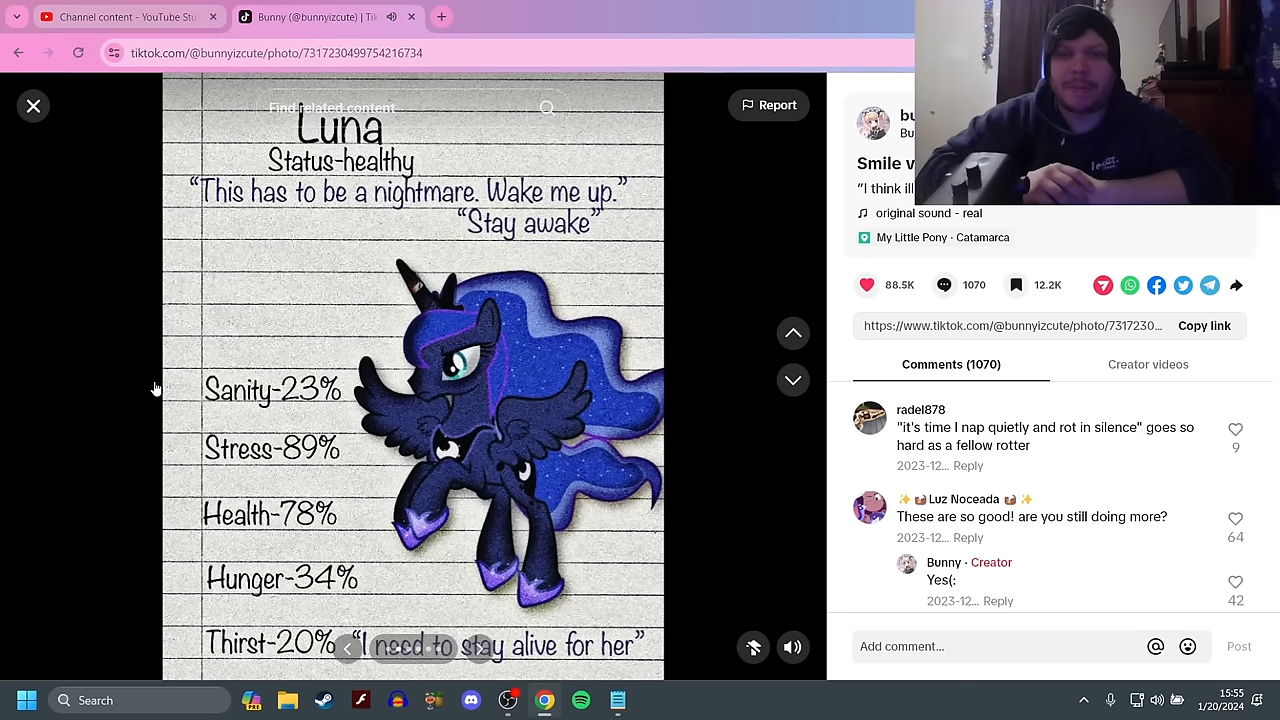 Channel content - YouTube Stu
Bunny (@bunnyizcute) | Tik
tiktok.com/@bunnyizcute/photo/7317230499754216734
Find related content
Report
Luna
Status-healthy
“This has to be a nightmare. Wake me up.”
“Stay awake”
Sanity-23%
Stress-89%
Health-78%
Hunger-34%
Thirst-20% “I need to stay alive for her”
bu
Bu
Smile v
“I think ill
original sound - real
My Little Pony · Catamarca
88.5K 1070 12.2K
https://www.tiktok.com/@bunnyizcute/photo/7317230... Copy link
Comments (1070) Creator videos
radel878
"it's time I nap quietly and rot in silence" goes so
hard as a fellow rotter
9
2023-12... Reply
Luz Noceada
These are so good! are you still doing more?
64
2023-12... Reply
Bunny · Creator
Yes(:
42
2023-12... Reply
Add comment... Post
Search
15:55
1/20/2024